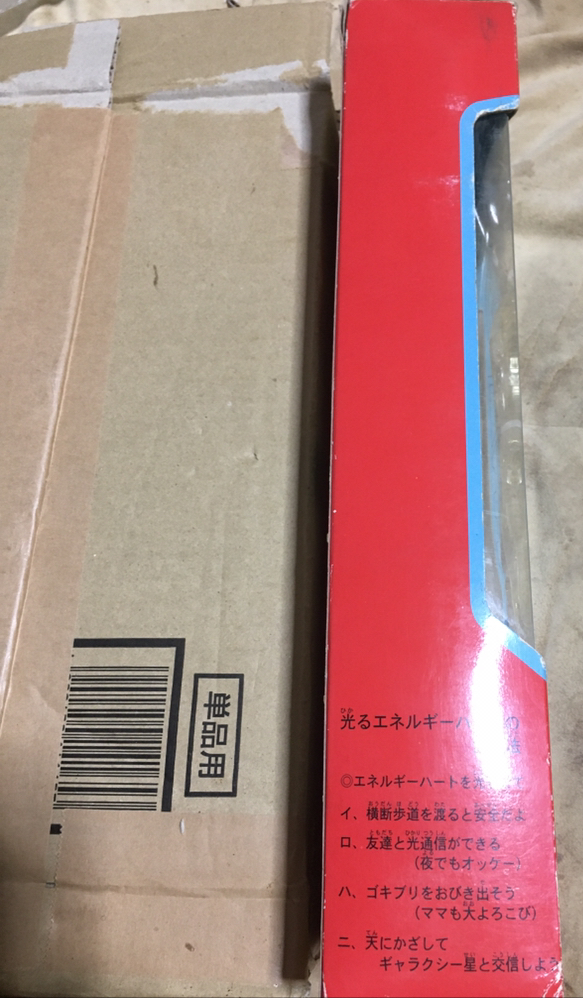 単品用
光るエネルギーハ の
◎エネルギーハートを
イ、横断歩道を渡ると安全だよ
ロ、友達と光通信ができる
(夜でもオッケー)
ハ、ゴキブリをおびき出そう
(ママも大よろこび)
ニ、天にかざして
ギャラクシー星と交信しよう